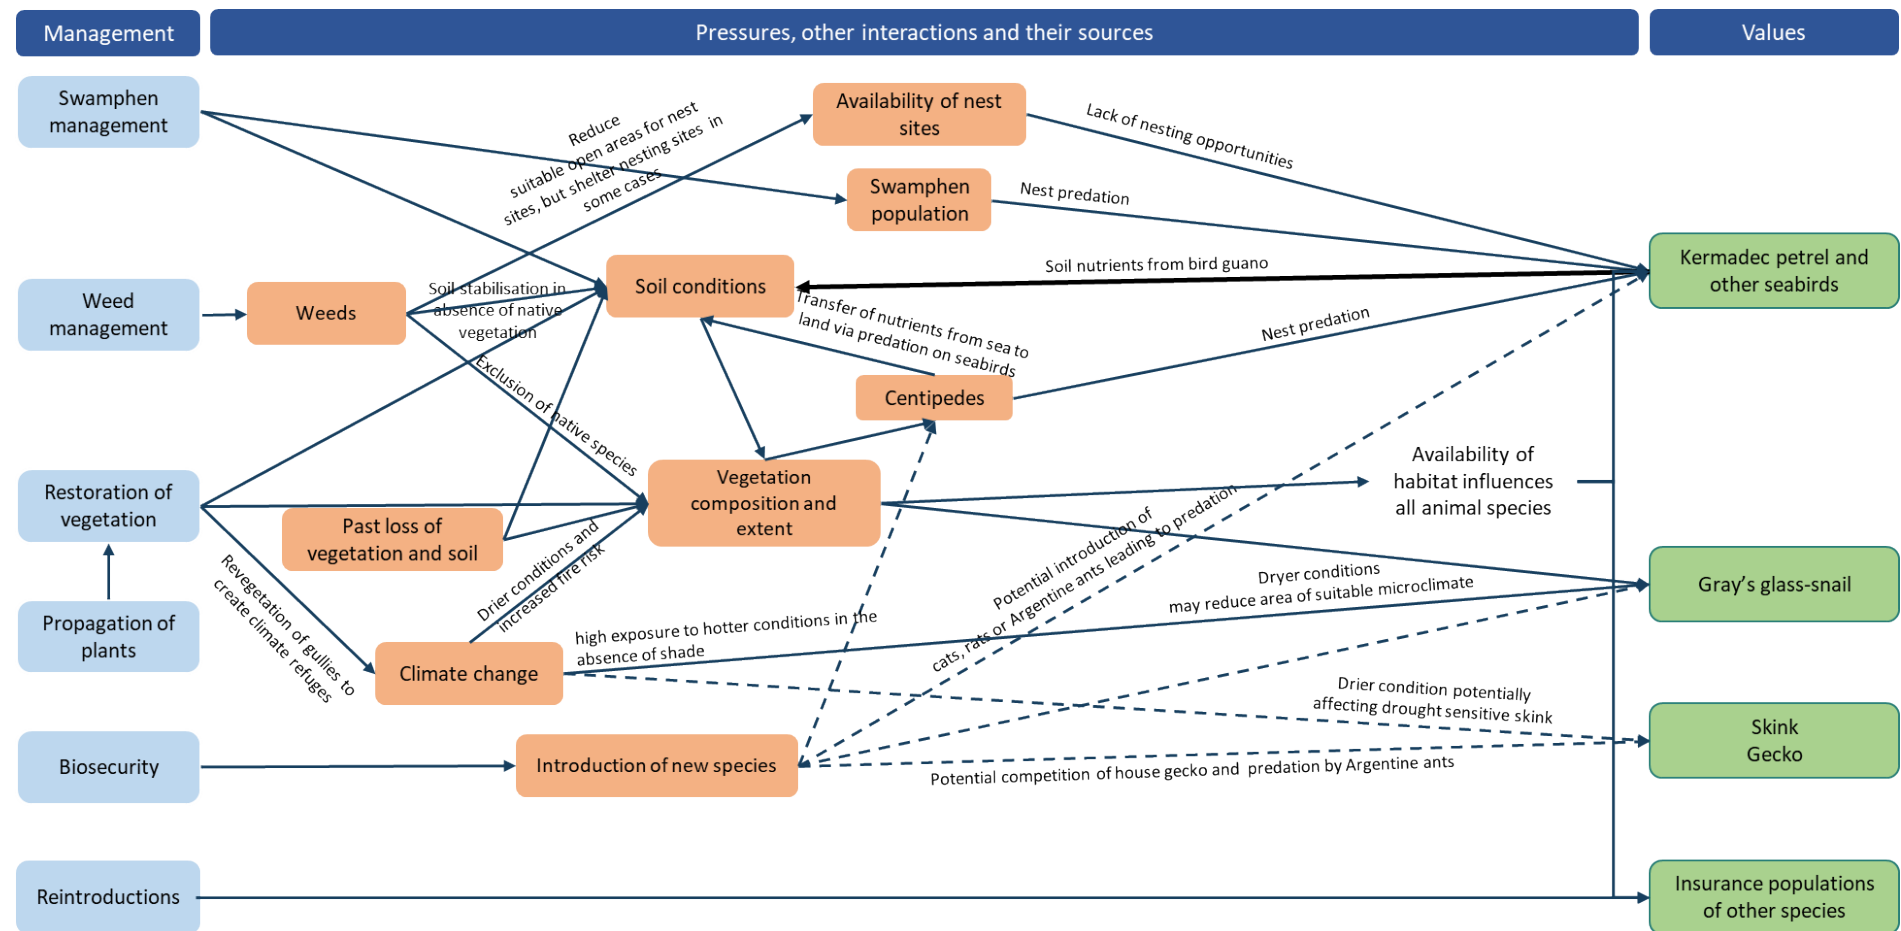 Management
Pressures, other interactions and their sources
Values
Swamphen
management
Weed
management
Restoration of
vegetation
Propagation of
plants
Biosecurity
Reintroductions
Weeds
Past loss of
vegetation and soil
Climate change
Introduction of new species
Soil conditions
Vegetation
composition and
extent
Availability of nest
sites
Swamphen
population
Centipedes
Reduce
suitable open areas for nest
sites, but shelter nesting sites in
some cases
Soil stabilisation in
absence of native
vegetation
Exclusion of native species
Revegetation of gullies to
create climate refuges
Drier conditions and
increased fire risk
high exposure to hotter conditions in the
absence of shade
Lack of nesting opportunities
Nest predation
Soil nutrients from bird guano
Transfer of nutrients from sea to
land via predation on seabirds
Nest predation
Availability of
habitat influences
all animal species
Potential introduction of
cats, rats or Argentine ants leading to predation
Dryer conditions
may reduce area of suitable microclimate
Drier condition potentially
affecting drought sensitive skink
Potential competition of house gecko and predation by Argentine ants
Kermadec petrel and
other seabirds
Gray’s glass-snail
Skink
Gecko
Insurance populations
of other species